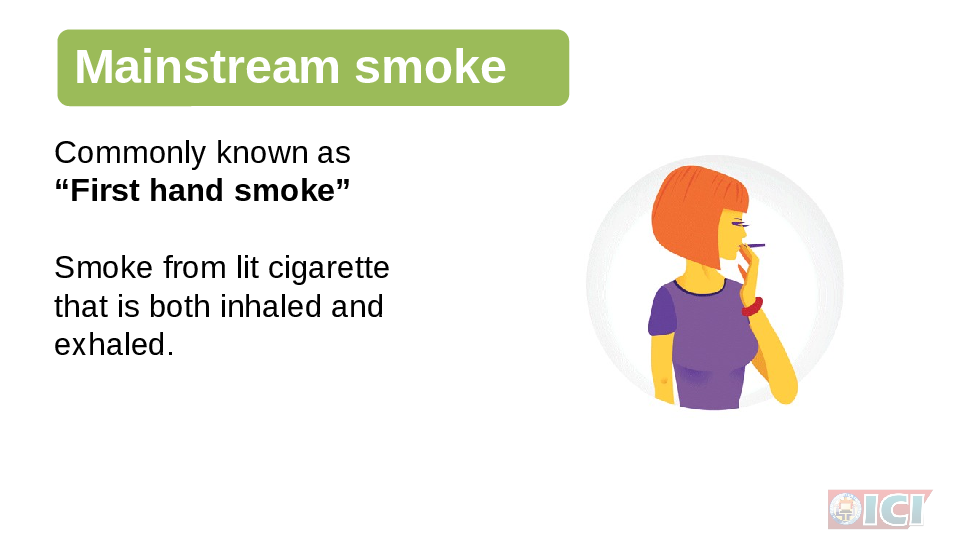 Mainstream smoke
Commonly known as
“First hand smoke”
Smoke from lit cigarette
that is both inhaled and
exhaled.
ICI